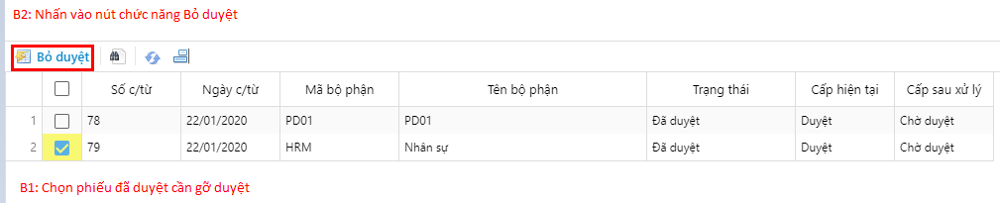 B2: Nhấn vào nút chức năng Bỏ duyệt
Bỏ duyệt
Số c/từ Ngày c/từ Mã bộ phận Tên bộ phận Trạng thái Cấp hiện tại Cấp sau xử lý
1 78 22/01/2020 PD01 PD01 Đã duyệt Duyệt Chờ duyệt
2 79 22/01/2020 HRM Nhân sự Đã duyệt Duyệt Chờ duyệt
B1: Chọn phiếu đã duyệt cần gỡ duyệt